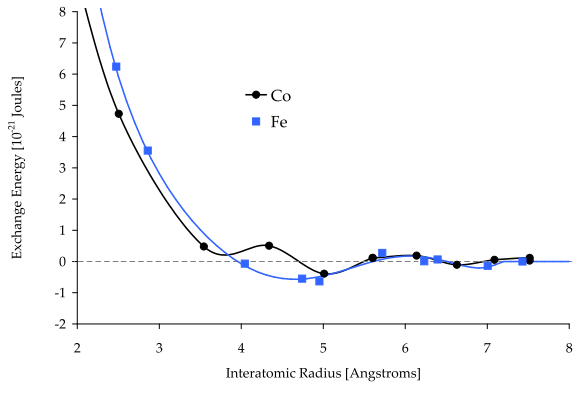 8
7
6
5
4
3
2
1
0
-1
-2
Exchange Energy [10⁻²¹ Joules]
Co
Fe
2 3 4 5 6 7 8
Interatomic Radius [Angstroms]